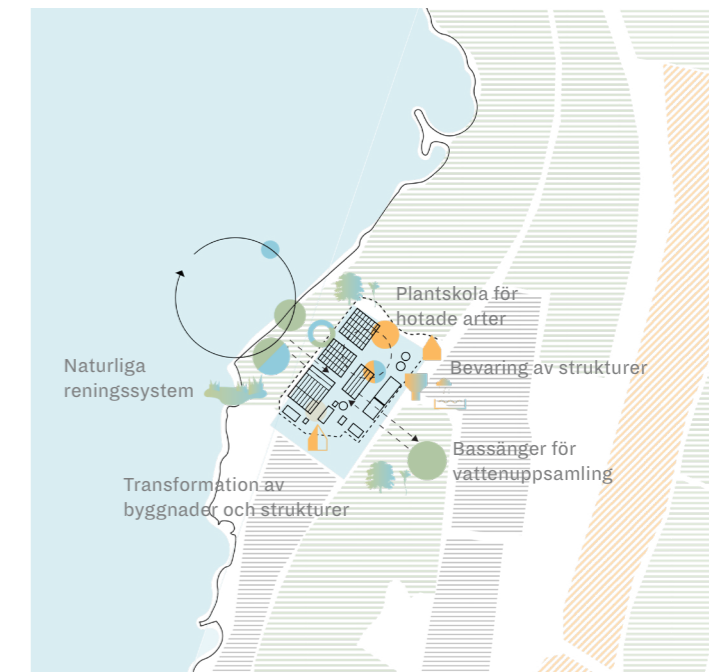 Plantskola för
hotade arter
Naturliga
reningssystem
Bevaring av strukturer
Bassänger för
vattenuppsamling
Transformation av
byggnader och strukturer